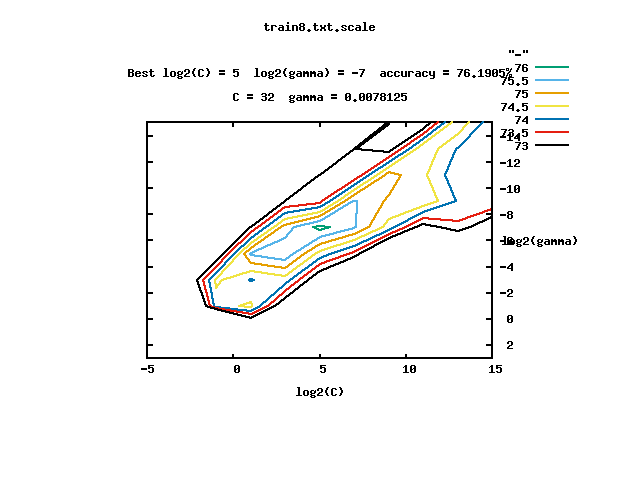 train8.txt.scale
"-"
76
Best log2(C) = 5  log2(gamma) = -7  accuracy = 76.1905%
75.5
75
C = 32  gamma = 0.0078125
74.5
74
73.5
-14
73
-12
-10
-8
-6
log2(gamma)
-4
-2
0
2
-5 0 5 10 15
log2(C)